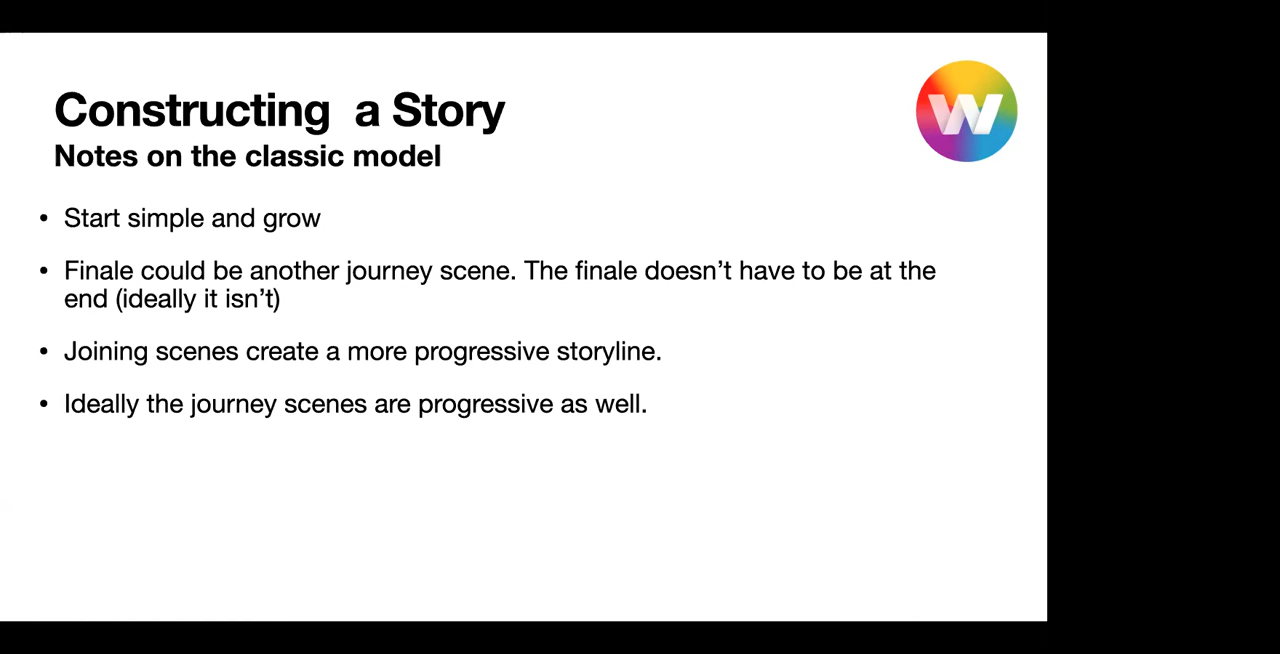 Constructing  a Story
Notes on the classic model
• Start simple and grow
• Finale could be another journey scene. The finale doesn’t have to be at the
end (ideally it isn’t)
• Joining scenes create a more progressive storyline.
• Ideally the journey scenes are progressive as well.
W